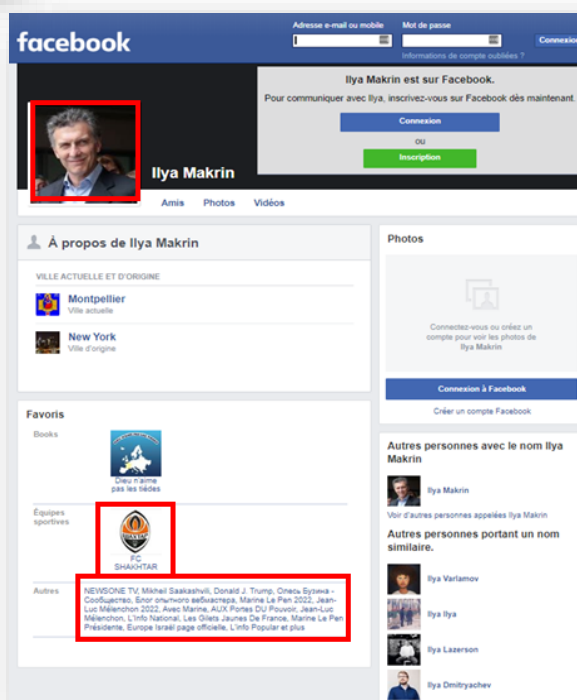 facebook
Adresse e-mail ou mobile
Mot de passe
Connexion
Informations de compte oubliées ?
Ilya Makrin est sur Facebook.
Pour communiquer avec Ilya, inscrivez-vous sur Facebook dès maintenant.
Connexion
ou
Inscription
Ilya Makrin
Amis Photos Vidéos
À propos de Ilya Makrin
VILLE ACTUELLE ET D'ORIGINE
Montpellier
Ville actuelle
New York
Ville d'origine
Favoris
Books
Dieu n'aime
pas les tièdes
Équipes
sportives
FC
SHAKHTAR
Autres
NEWSONE TV, Mikheil Saakashvili, Donald J. Trump, Олесь Бузина -
Сообщество, Блог опытного вебмастера, Marine Le Pen 2022, Jean-
Luc Mélenchon 2022, Avec Marine, AUX Portes DU Pouvoir, Jean-Luc
Mélenchon, L'Info National, Les Gilets Jaunes De France, Marine Le Pen
Présidente, Europe Israël page officielle, L'info Popular et plus
Photos
Connectez-vous ou créez un
compte pour voir les photos de
Ilya Makrin
Connexion à Facebook
Créer un compte Facebook
Autres personnes avec le nom Ilya
Makrin
Ilya Makrin
Voir d'autres personnes appelées Ilya Makrin
Autres personnes portant un nom
similaire.
Ilya Varlamov
Ilya Ilya
Ilya Lazerson
Ilya Dmitryachev